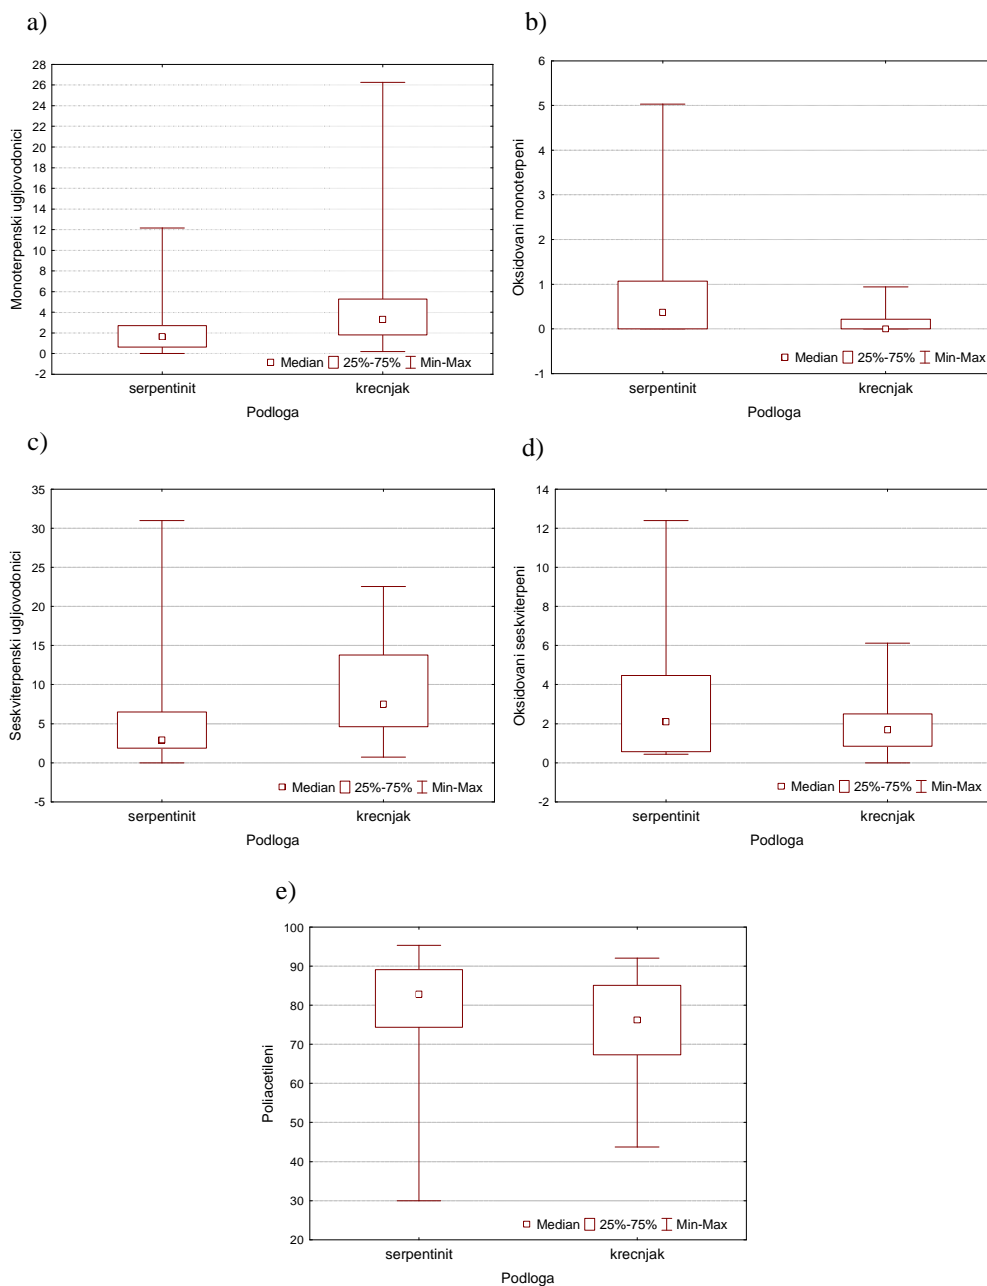 a)
Monoterpenski ugljovodonici
28
26
24
22
20
18
16
14
12
10
8
6
4
2
0
-2
Median 25%-75% Min-Max
serpentinit krecnjak
Podloga
b)
Oksidovani monoterpeni
6
5
4
3
2
1
0
-1
Median 25%-75% Min-Max
serpentinit krecnjak
Podloga
c)
Seskviterpenski ugljovodonici
35
30
25
20
15
10
5
0
-5
Median 25%-75% Min-Max
serpentinit krecnjak
Podloga
d)
Oksidovani seskviterpeni
14
12
10
8
6
4
2
0
-2
Median 25%-75% Min-Max
serpentinit krecnjak
Podloga
e)
Poliacetileni
100
90
80
70
60
50
40
30
20
Median 25%-75% Min-Max
serpentinit krecnjak
Podloga